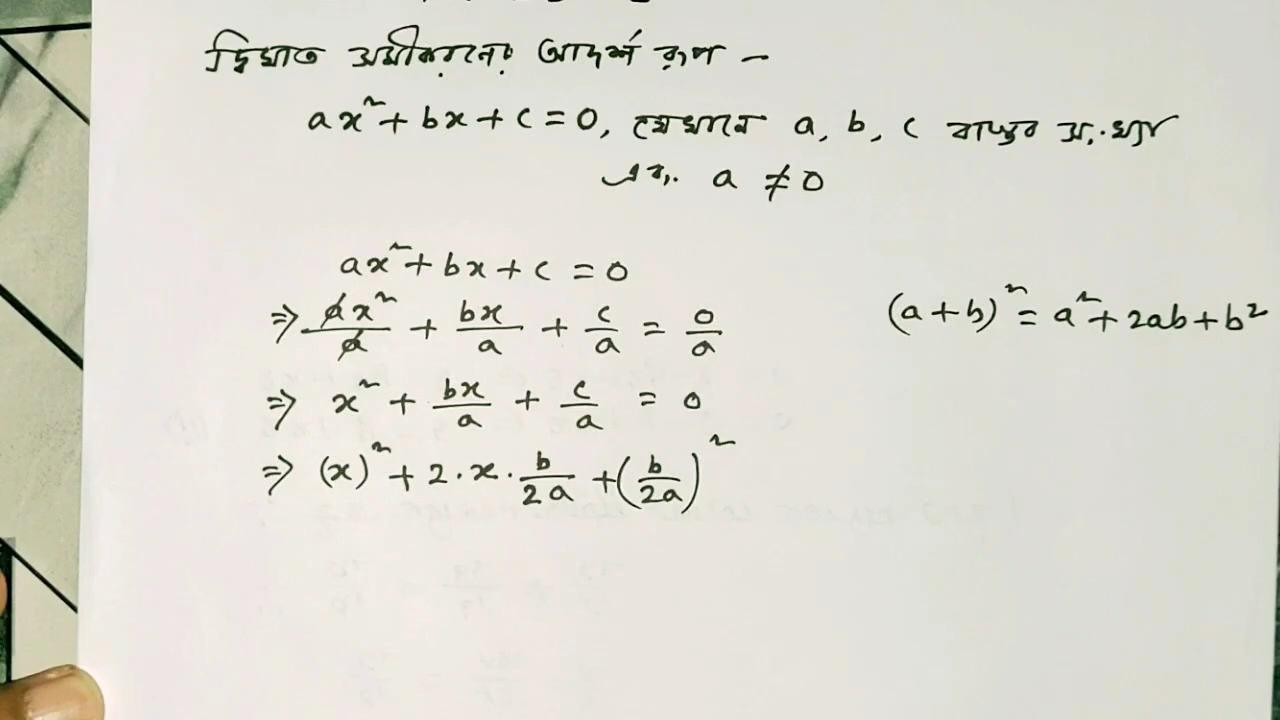 দ্বিঘাত সমীকরনের আদর্শ রূপ –
ax² + bx + c = 0, যেখানে a, b, c বাস্তব সংখ্যা
এবং a ≠ 0
ax² + bx + c = 0
⇒ ax²/a + bx/a + c/a = 0/a
(a+b)² = a² + 2ab + b²
⇒ x² + bx/a + c/a = 0
⇒ (x)² + 2·x·b/2a + (b/2a)²